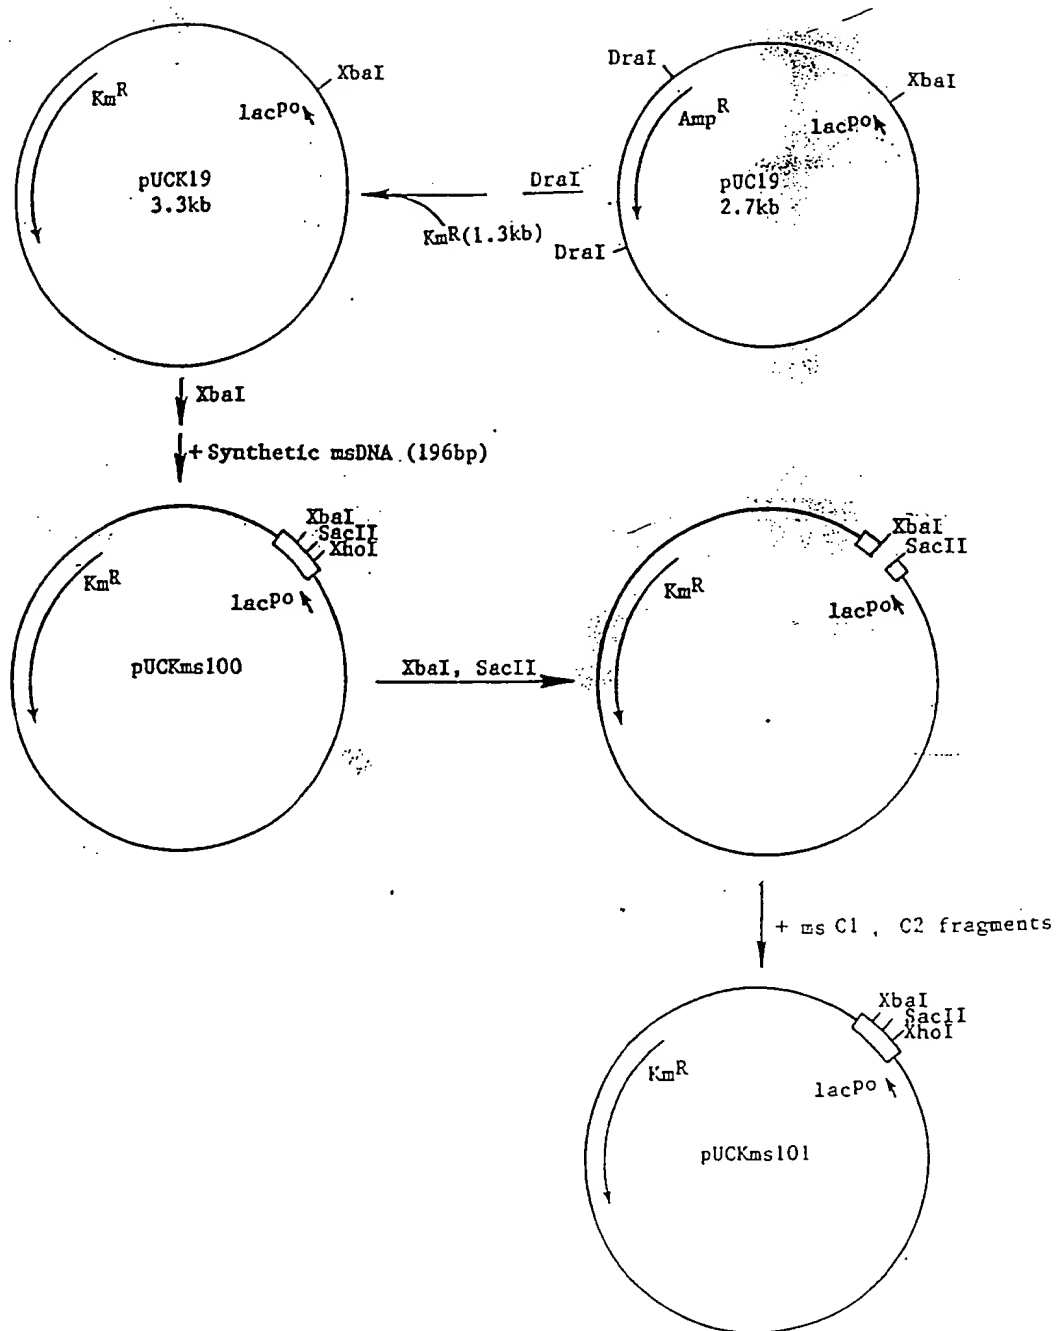 XbaI
KmR
lacPO
pUCK19
3.3kb
DraI
KmR(1.3kb)
DraI
XbaI
AmpR
lacPO
pUC19
2.7kb
DraI
XbaI
+ Synthetic msDNA (196bp)
XbaI
SacII
XhoI
KmR
lacPO
pUCKms100
XbaI, SacII
XbaI
SacII
KmR
lacPO
+ ms C1 , C2 fragments
XbaI
SacII
XhoI
KmR
lacPO
pUCKms101